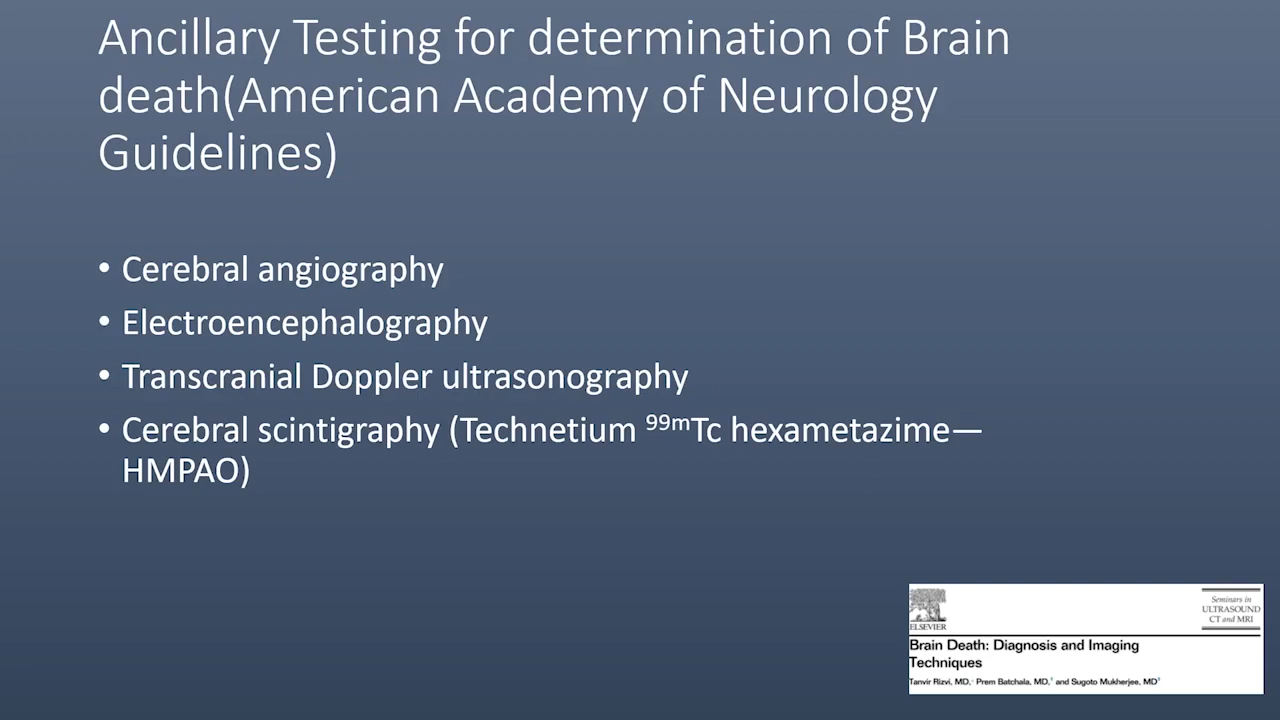 Ancillary Testing for determination of Brain
death(American Academy of Neurology
Guidelines)
• Cerebral angiography
• Electroencephalography
• Transcranial Doppler ultrasonography
• Cerebral scintigraphy (Technetium ⁹⁹ᵐTc hexametazime—
HMPAO)
ELSEVIER
Seminars in
ULTRASOUND
CT and MRI
Brain Death: Diagnosis and Imaging
Techniques
Tanvir Rizvi, MD,* Prem Batchala, MD,† and Sugoto Mukherjee, MD‡